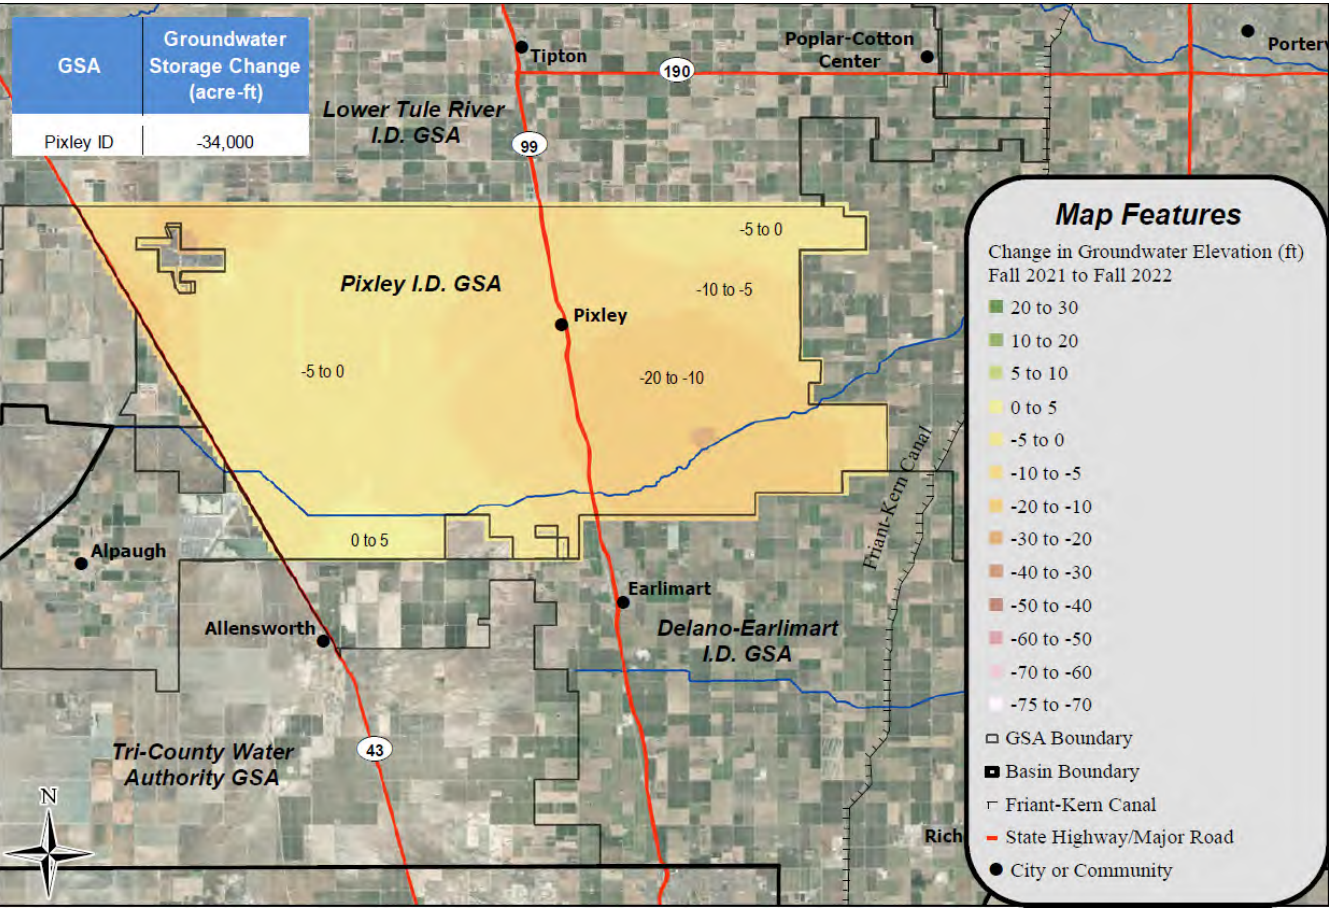 GSA
Groundwater
Storage Change
(acre-ft)
Pixley ID
-34,000
Tipton
Poplar-Cotton
Center
190
Lower Tule River
I.D. GSA
99
-5 to 0
Pixley I.D. GSA
-10 to -5
Pixley
-5 to 0
-20 to -10
Friant-Kern Canal
0 to 5
Alpaugh
Earlimart
Allensworth
Delano-Earlimart
I.D. GSA
Tri-County Water
Authority GSA
43
N
Map Features
Change in Groundwater Elevation (ft)
Fall 2021 to Fall 2022
20 to 30
10 to 20
5 to 10
0 to 5
-5 to 0
-10 to -5
-20 to -10
-30 to -20
-40 to -30
-50 to -40
-60 to -50
-70 to -60
-75 to -70
GSA Boundary
Basin Boundary
Friant-Kern Canal
State Highway/Major Road
City or Community